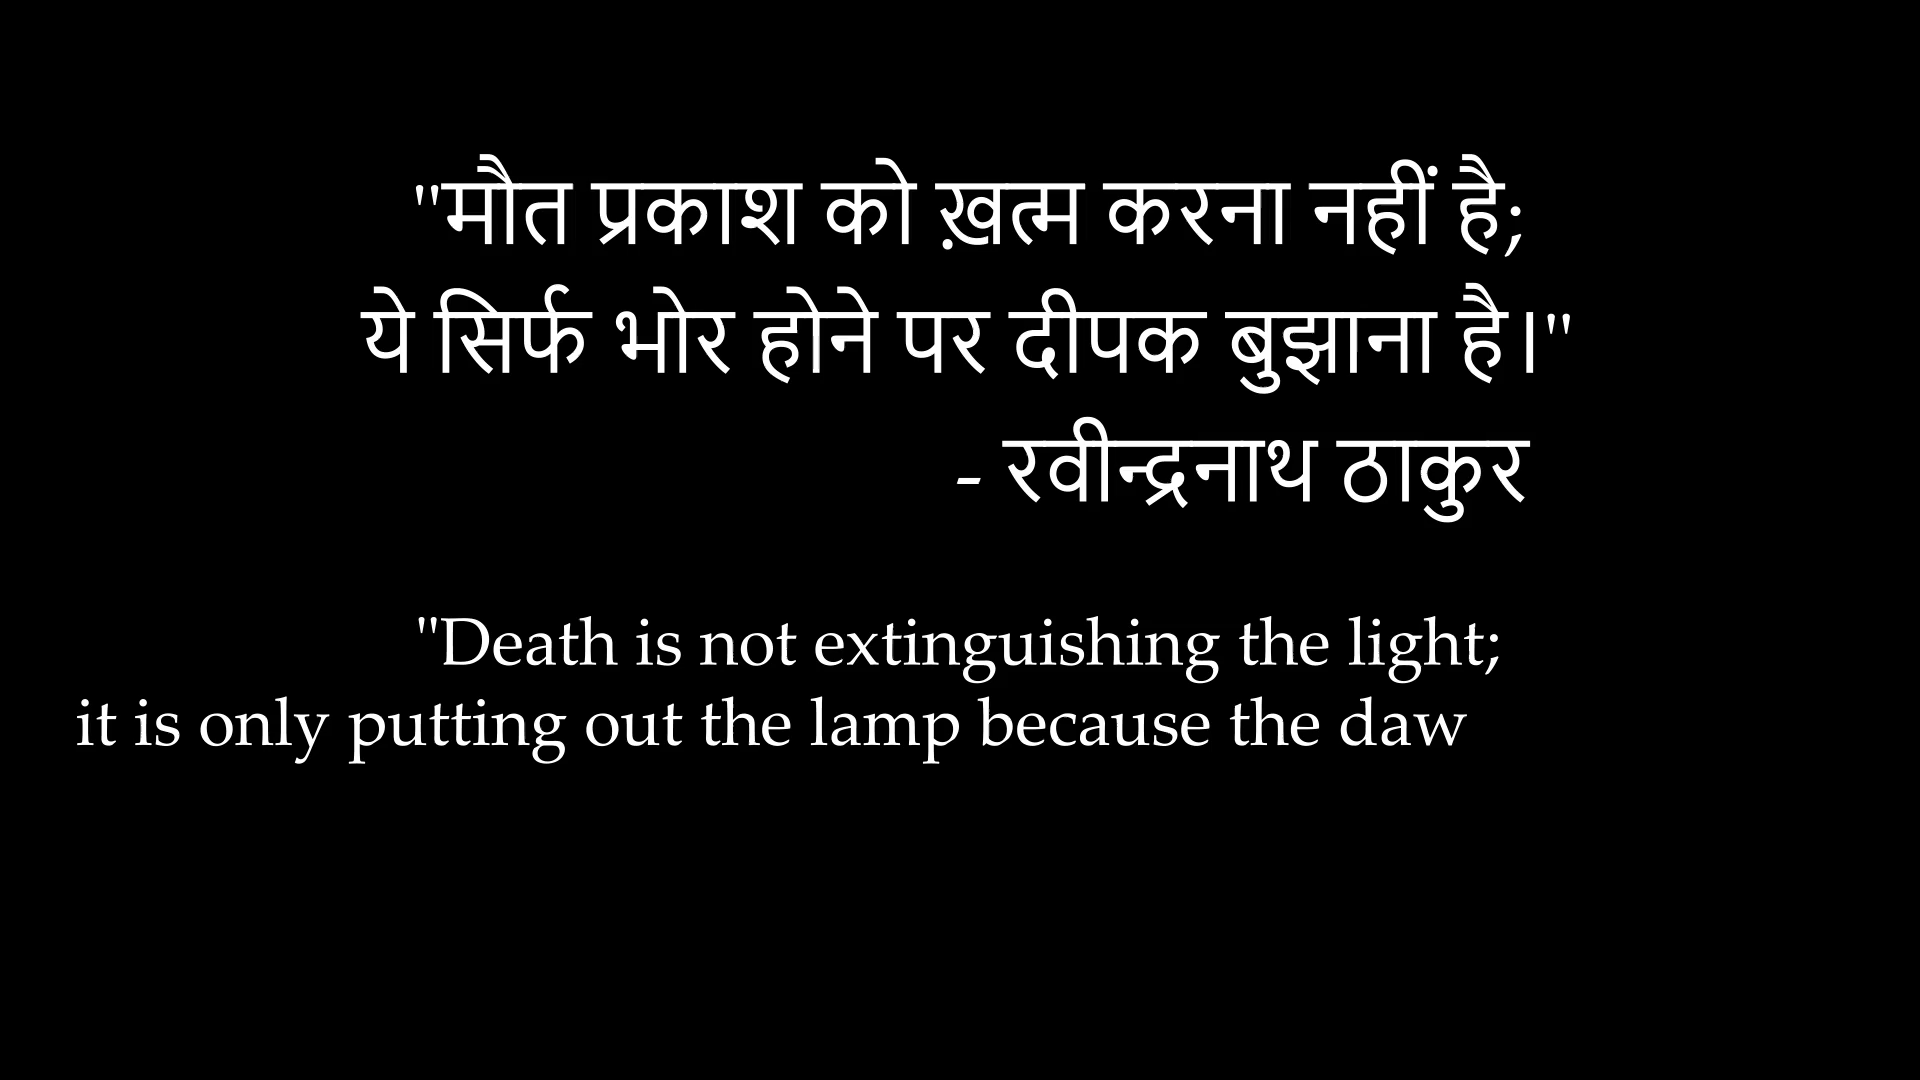 "मौत प्रकाश को ख़त्म करना नहीं है;
ये सिर्फ भोर होने पर दीपक बुझाना है।"
- रवीन्द्रनाथ ठाकुर
"Death is not extinguishing the light;
it is only putting out the lamp because the daw